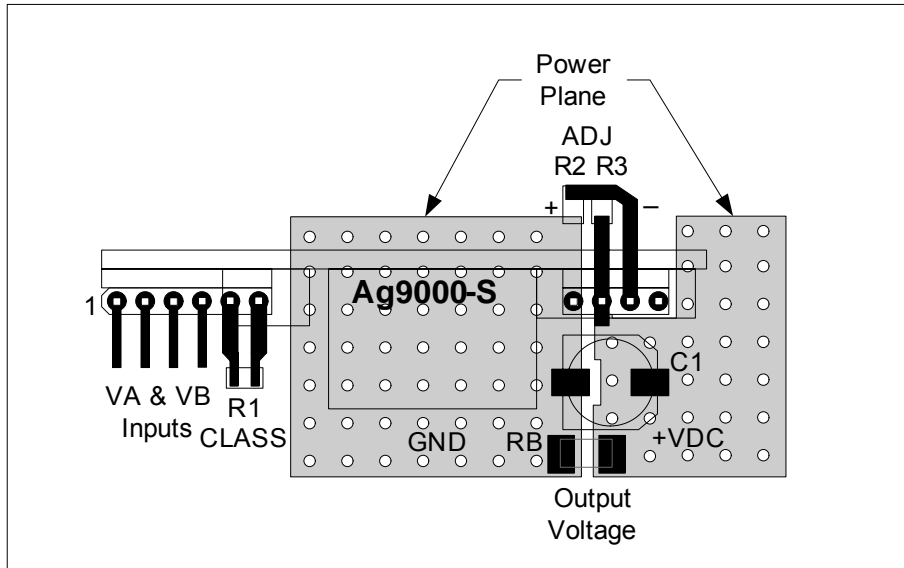 Power
Plane
ADJ
R2 R3
+ –
Ag9000-S
1
C1
VA & VB
Inputs
R1
CLASS
GND
RB
+VDC
Output
Voltage